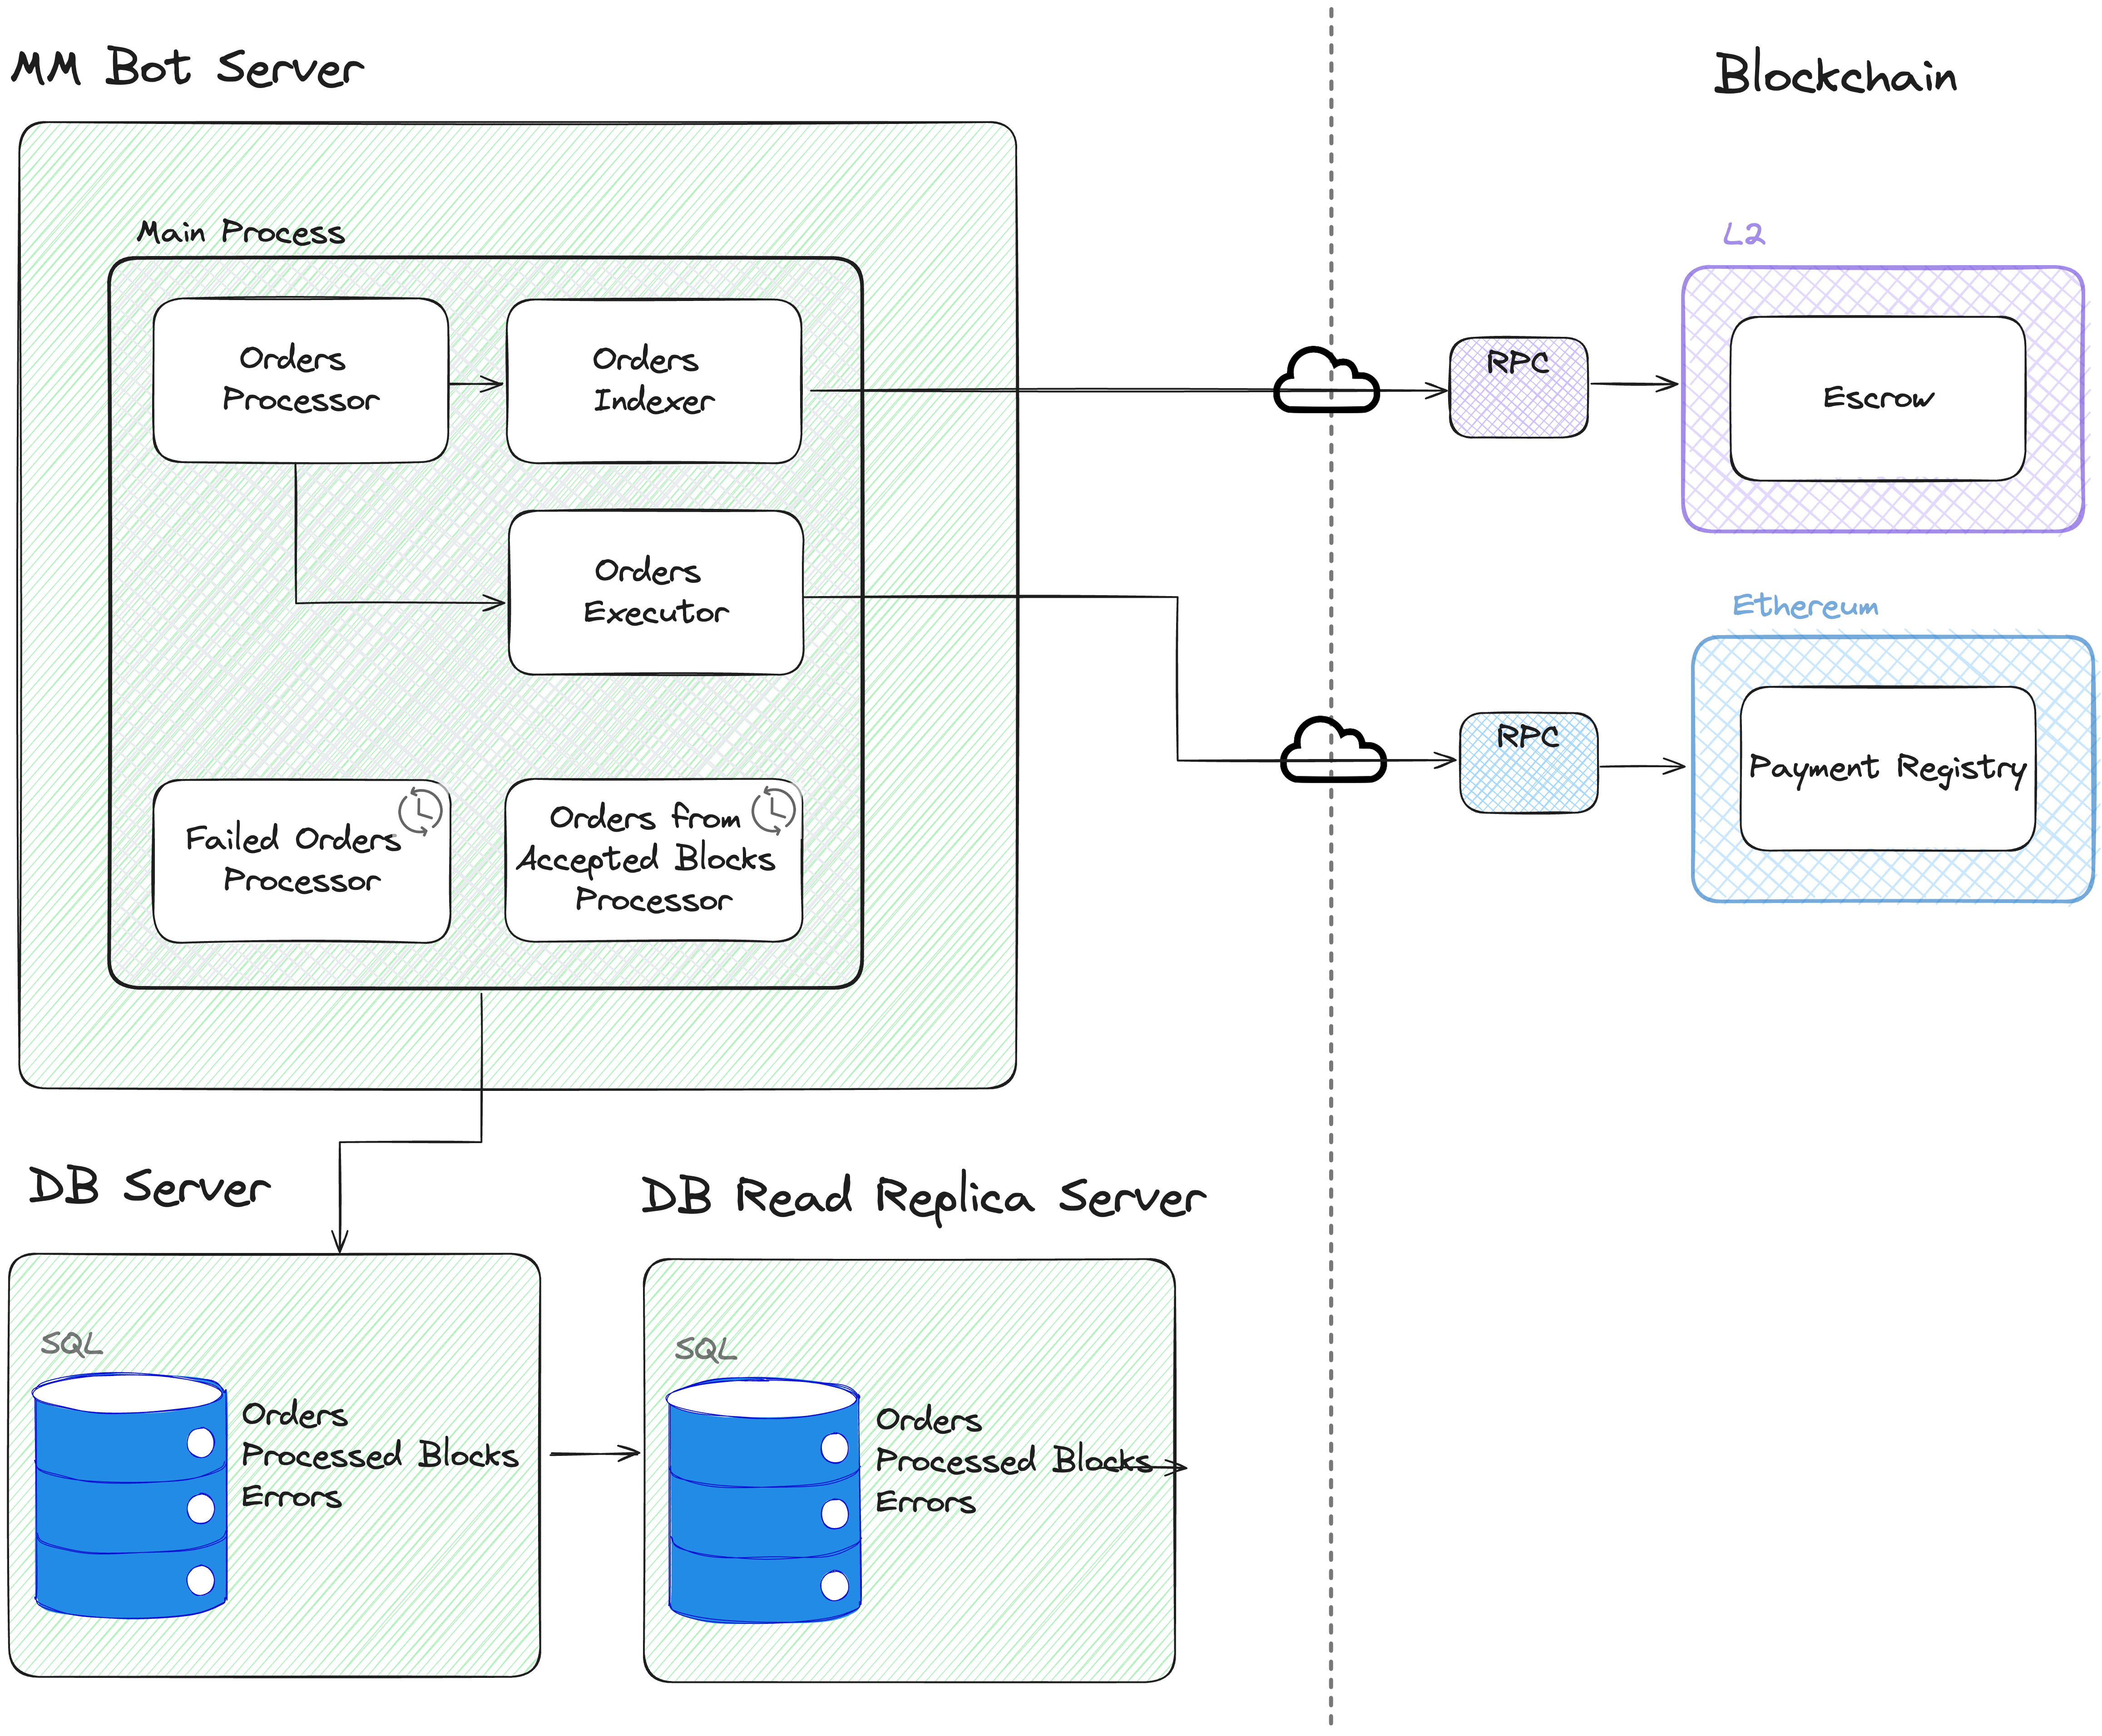 MM Bot Server
Blockchain
Main Process
Orders
Processor
Orders
Indexer
Orders
Executor
Failed Orders
Processor
Orders from
Accepted Blocks
Processor
L2
RPC
Escrow
Ethereum
RPC
Payment Registry
DB Server
SQL
Orders
Processed Blocks
Errors
DB Read Replica Server
SQL
Orders
Processed Blocks
Errors